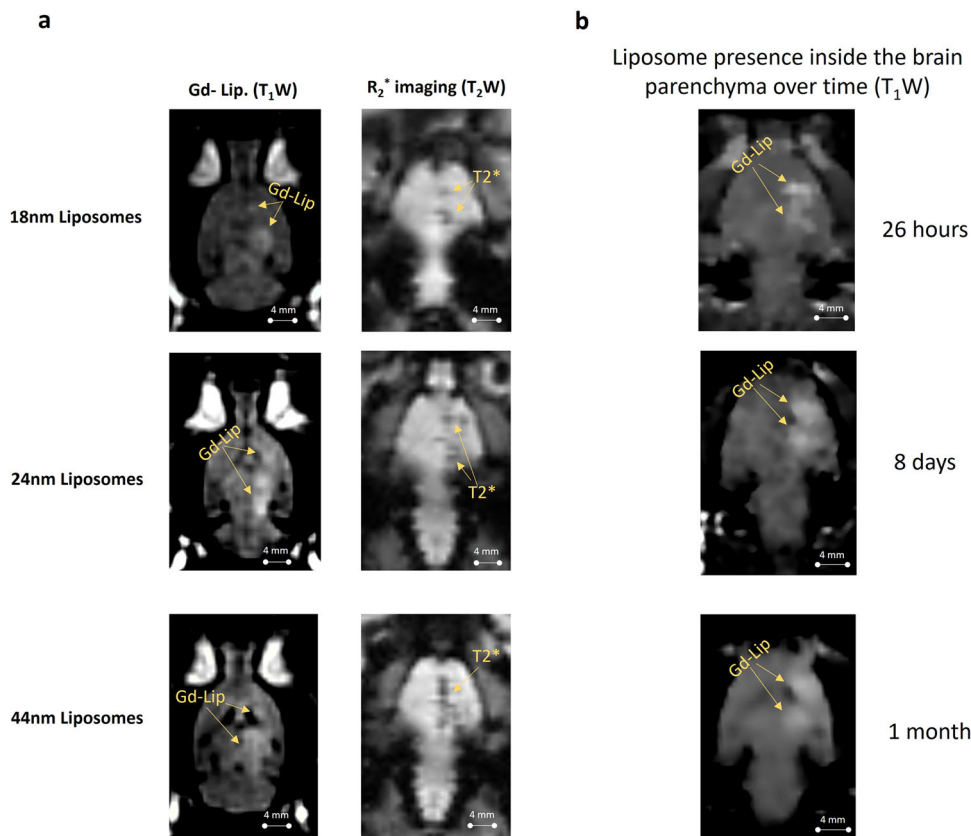 a
b
Gd- Lip. (T₁W)
R₂* imaging (T₂W)
Liposome presence inside the brain
parenchyma over time (T₁W)
18nm Liposomes
Gd-Lip
4 mm
T2*
4 mm
Gd-Lip
4 mm
26 hours
24nm Liposomes
Gd-Lip
4 mm
T2*
4 mm
Gd-Lip
4 mm
8 days
44nm Liposomes
Gd-Lip
4 mm
T2*
4 mm
Gd-Lip
4 mm
1 month